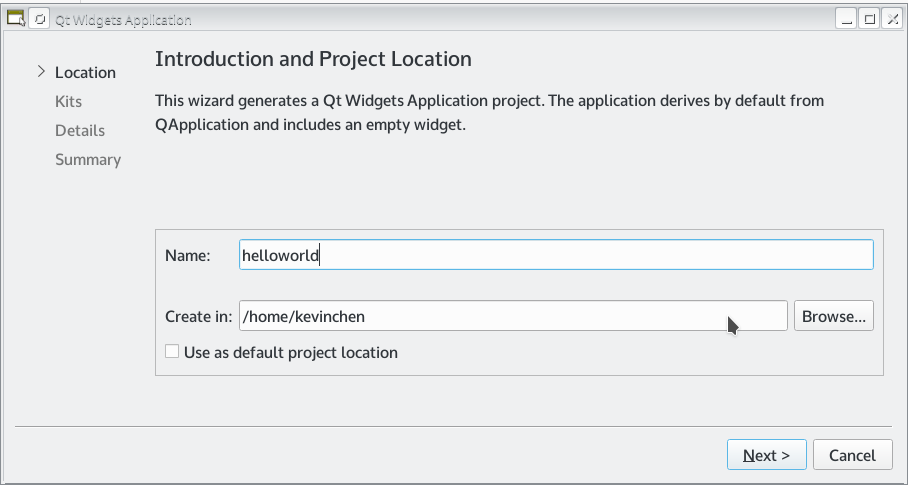 Qt Widgets Application
Location
Kits
Details
Summary
Introduction and Project Location
This wizard generates a Qt Widgets Application project. The application derives by default from
QApplication and includes an empty widget.
Name: helloworld
Create in: /home/kevinchen Browse...
Use as default project location
Next > Cancel